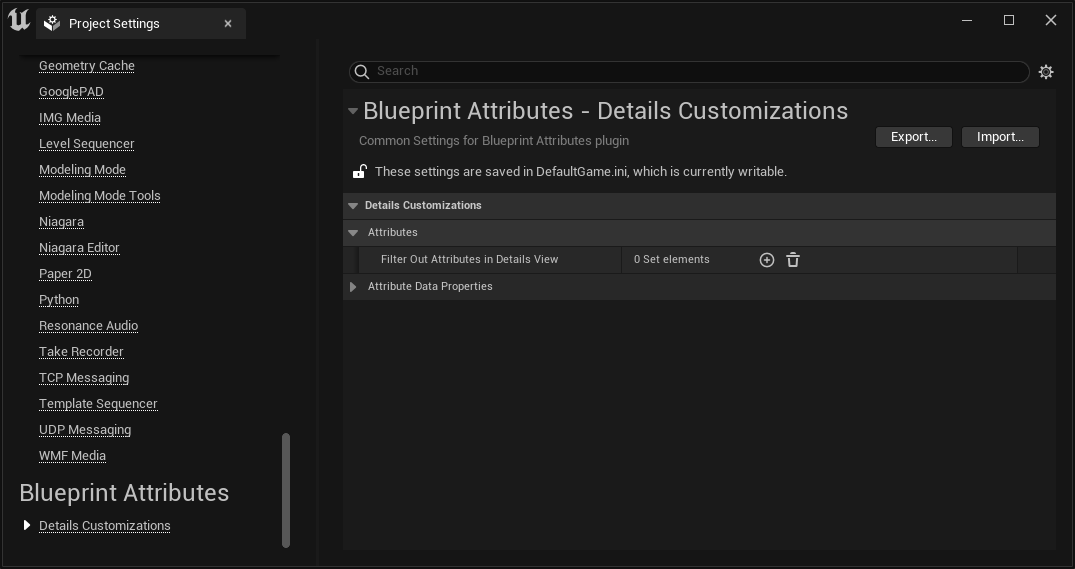 Project Settings
Geometry Cache
GooglePAD
IMG Media
Level Sequencer
Modeling Mode
Modeling Mode Tools
Niagara
Niagara Editor
Paper 2D
Python
Resonance Audio
Take Recorder
TCP Messaging
Template Sequencer
UDP Messaging
WMF Media
Blueprint Attributes
Details Customizations
Search
Blueprint Attributes - Details Customizations
Common Settings for Blueprint Attributes plugin
Export... Import...
These settings are saved in DefaultGame.ini, which is currently writable.
Details Customizations
Attributes
Filter Out Attributes in Details View 0 Set elements
Attribute Data Properties